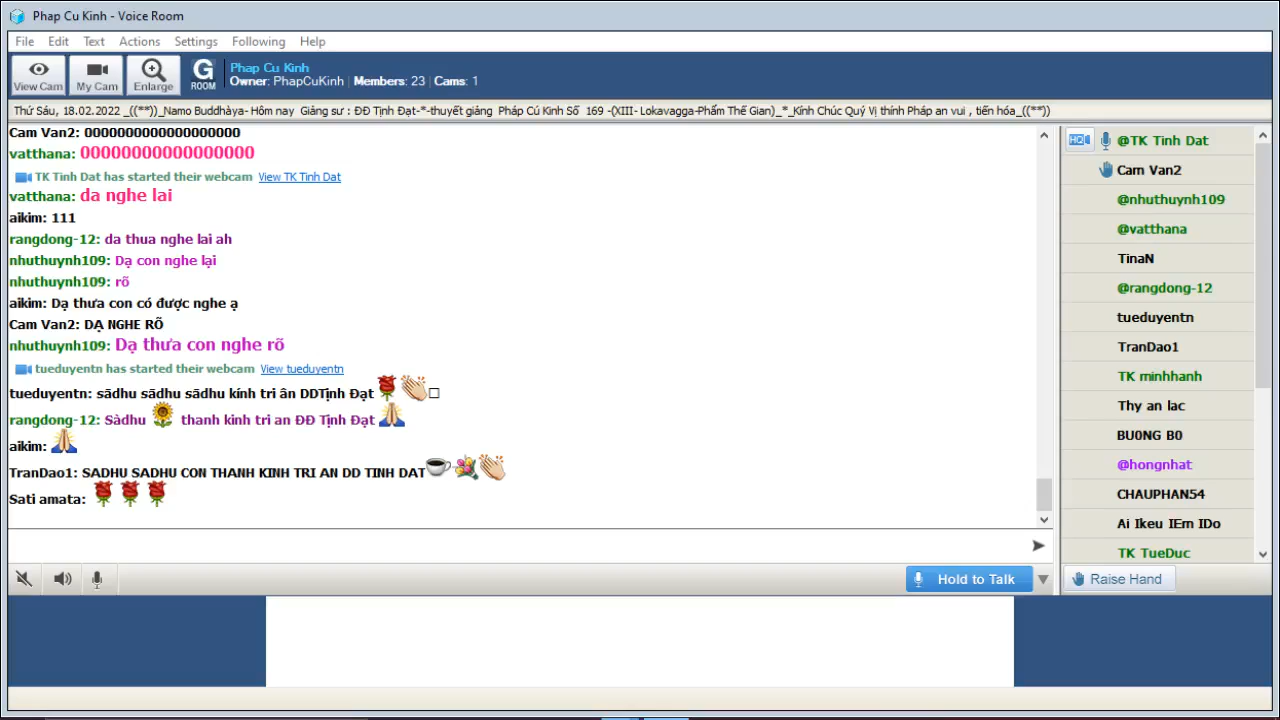 Phap Cu Kinh - Voice Room
File Edit Text Actions Settings Following Help
View Cam My Cam Enlarge G ROOM
Phap Cu Kinh
Owner: PhapCuKinh | Members: 23 | Cams: 1
Thứ Sáu, 18.02.2022 _((**))_Namo Buddhàya- Hôm nay Giảng sư : ĐĐ Tịnh Đạt-*-thuyết giảng Pháp Cú Kinh Số 169 -(XIII- Lokavagga-Phẩm Thế Gian)_*_Kính Chúc Quý Vị thính Pháp an vui , tiến hóa_((**))
Cam Van2: 0000000000000000000
vatthana: 00000000000000000
TK Tinh Dat has started their webcam View TK Tinh Dat
vatthana: da nghe lai
aikim: 111
rangdong-12: da thua nghe lai ah
nhuthuynh109: Dạ con nghe lại
nhuthuynh109: rõ
aikim: Dạ thưa con có được nghe ạ
Cam Van2: DẠ NGHE RÕ
nhuthuynh109: Dạ thưa con nghe rõ
tueduyentn has started their webcam View tueduyentn
tueduyentn: sādhu sādhu sādhu kính tri ân DDTịnh Đạt
rangdong-12: Sàdhu thanh kinh tri an ĐĐ Tịnh Đạt
aikim:
TranDao1: SADHU SADHU CON THANH KINH TRI AN DD TINH DAT
Sati amata:
HQ @TK Tinh Dat
Cam Van2
@nhuthuynh109
@vatthana
TinaN
@rangdong-12
tueduyentn
TranDao1
TK minhhanh
Thy an lac
BU0NG B0
@hongnhat
CHAUPHAN54
Ai Ikeu IEm IDo
TK TueDuc
Hold to Talk
Raise Hand